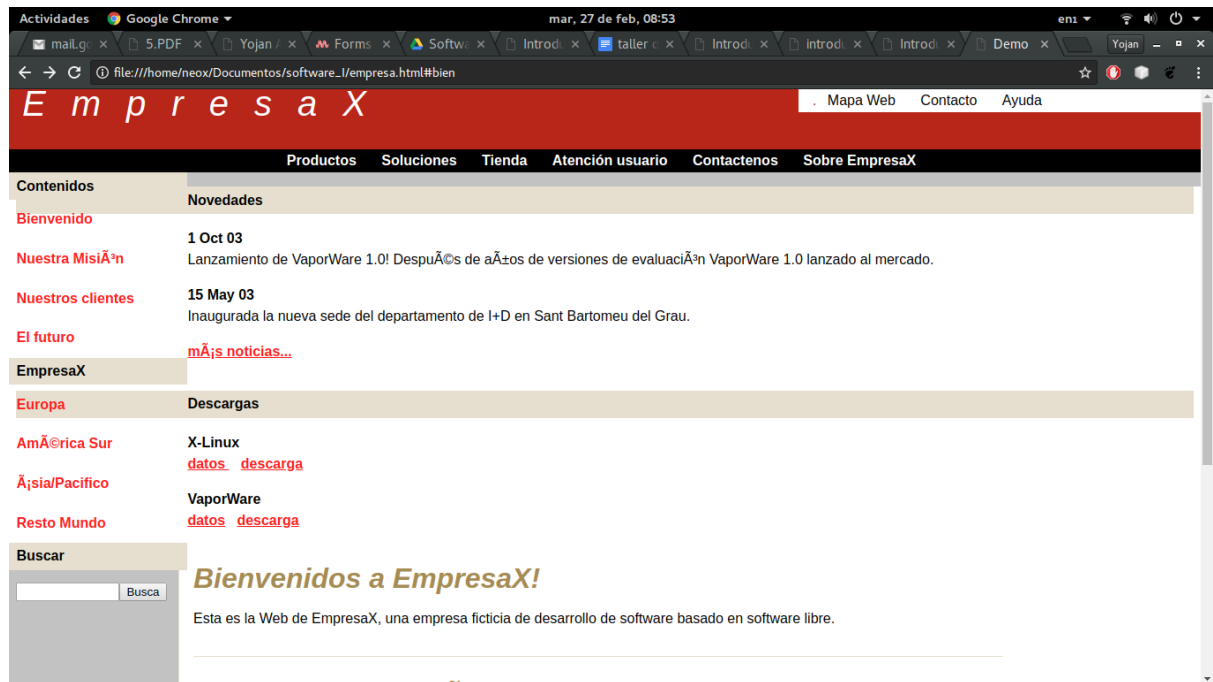 Actividades Google Chrome mar, 27 de feb, 08:53 en1
mail.go 5.PDF Yojan / Forms Softwa Introdu taller d Introdu introdu Introdu Demo Yojan
file:///home/neox/Documentos/software_I/empresa.html#bien
E m p r e s a X
. Mapa Web Contacto Ayuda
Productos Soluciones Tienda Atención usuario Contactenos Sobre EmpresaX
Contenidos
Bienvenido
Nuestra MisiÃ³n
Nuestros clientes
El futuro
EmpresaX
Europa
AmÃ©rica Sur
Ã¡sia/Pacifico
Resto Mundo
Buscar
Busca
Novedades
1 Oct 03
Lanzamiento de VaporWare 1.0! DespuÃ©s de aÃ±os de versiones de evaluaciÃ³n VaporWare 1.0 lanzado al mercado.
15 May 03
Inaugurada la nueva sede del departamento de I+D en Sant Bartomeu del Grau.
mÃ¡s noticias...
Descargas
X-Linux
datos descarga
VaporWare
datos descarga
Bienvenidos a EmpresaX!
Esta es la Web de EmpresaX, una empresa ficticia de desarrollo de software basado en software libre.